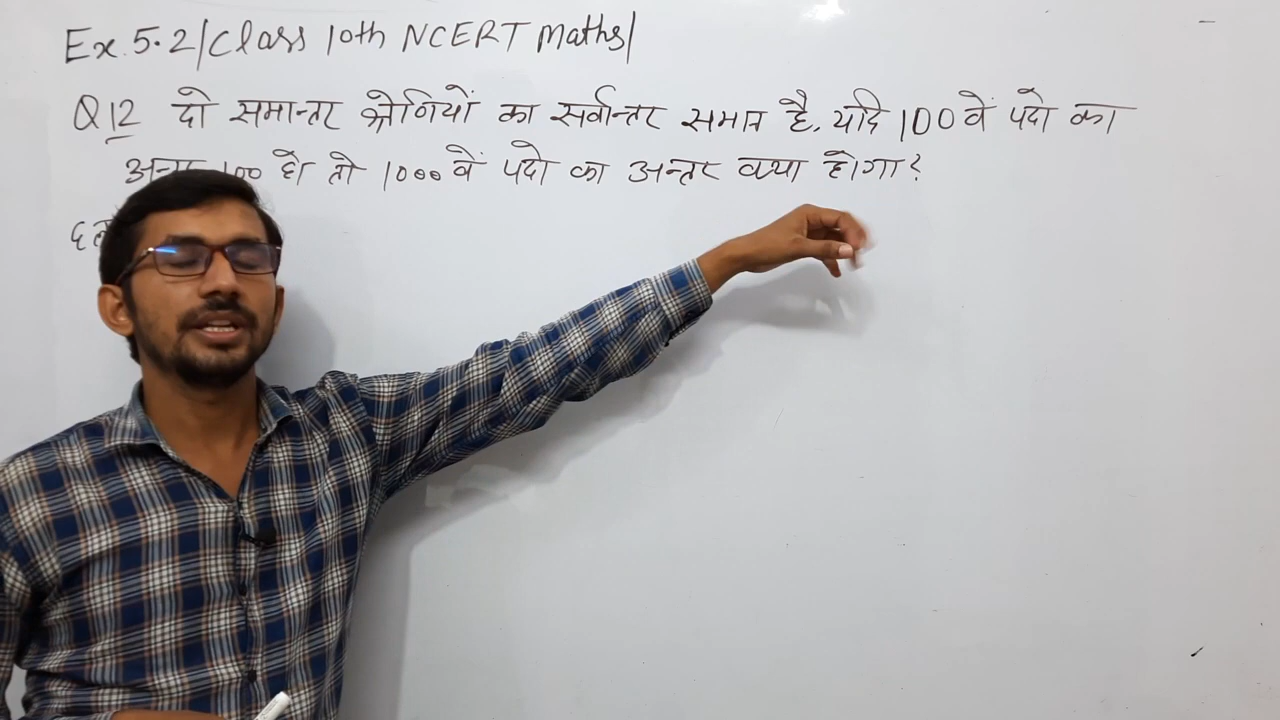 Ex. 5.2/Class 10th NCERT Maths/
Q12 दो समान्तर श्रेणियों का सर्वान्तर समान है, यदि 100 वें पदो का
अन्तर 100 हो तो 1000 वें पदो का अन्तर क्या होगा?